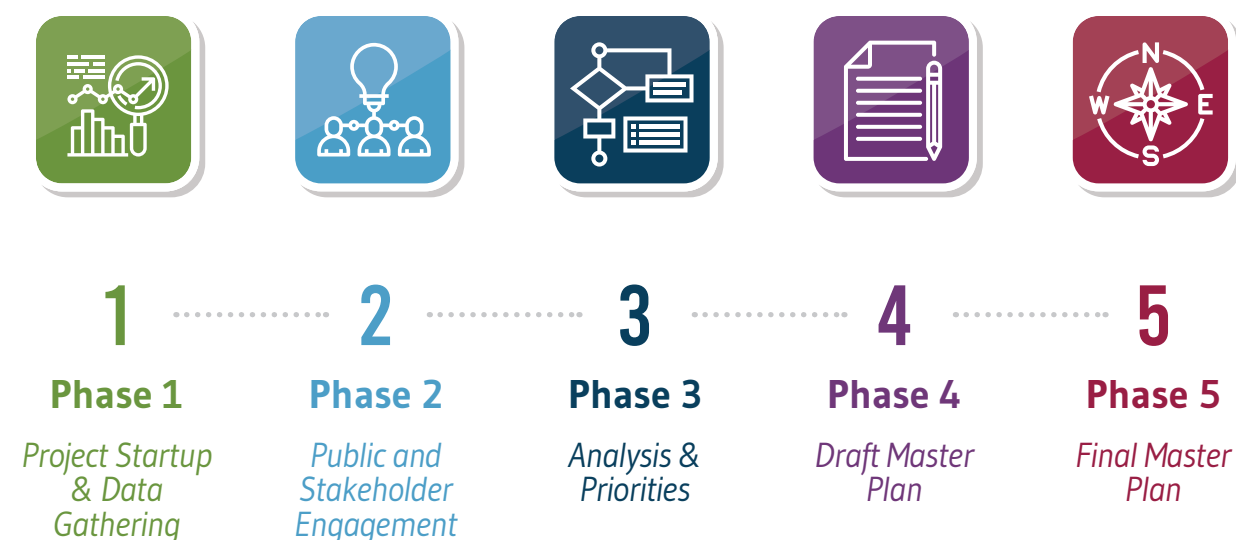 N
W E
S
1 2 3 4 5
Phase 1
Project Startup
& Data
Gathering
Phase 2
Public and
Stakeholder
Engagement
Phase 3
Analysis &
Priorities
Phase 4
Draft Master
Plan
Phase 5
Final Master
Plan